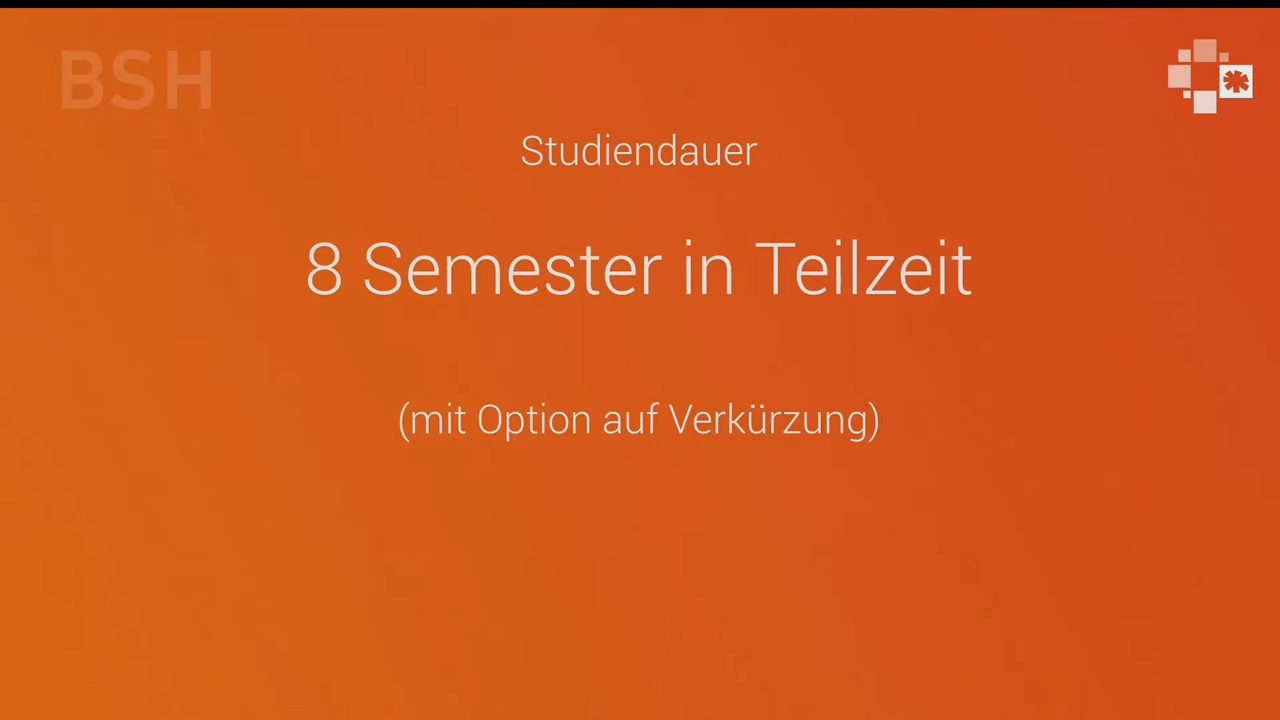 BSH
Studiendauer
8 Semester in Teilzeit
(mit Option auf Verkürzung)